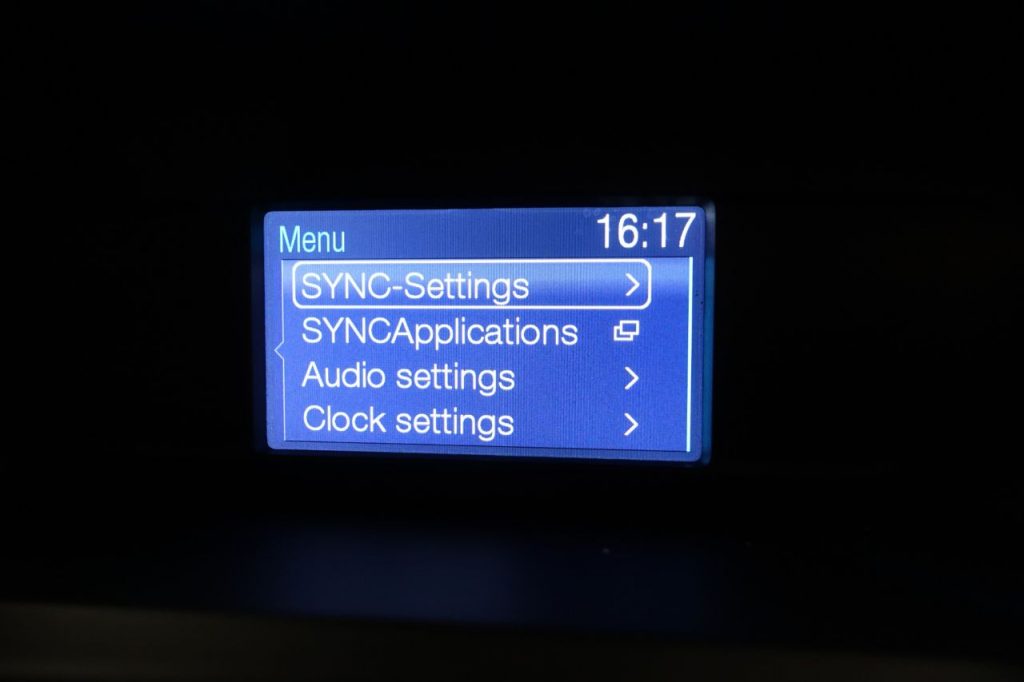 Menu 16:17
SYNC-Settings
SYNCApplications
Audio settings
Clock settings